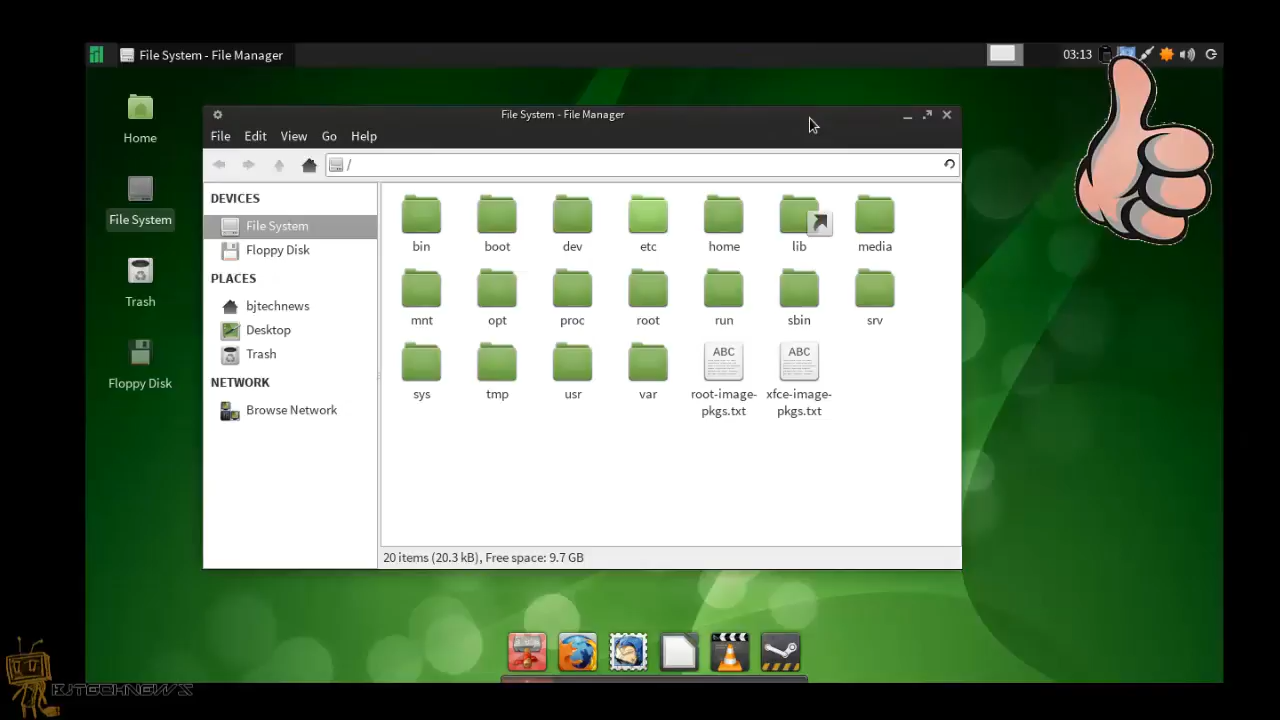 File System - File Manager
03:13
Home
File System
Trash
Floppy Disk
File System - File Manager
File Edit View Go Help
/
DEVICES
File System
Floppy Disk
PLACES
bjtechnews
Desktop
Trash
NETWORK
Browse Network
bin boot dev etc home lib media
mnt opt proc root run sbin srv
sys tmp usr var
ABC
root-image-
pkgs.txt
ABC
xfce-image-
pkgs.txt
20 items (20.3 kB), Free space: 9.7 GB
BJTECHNEWS